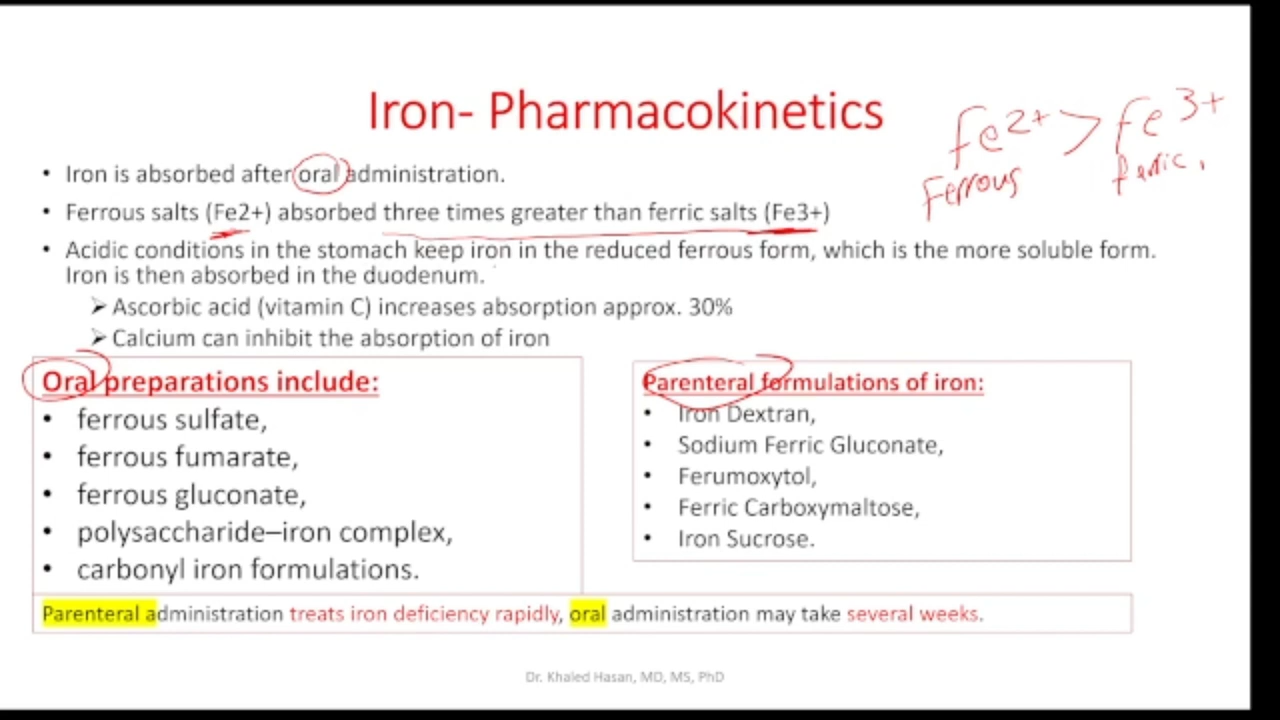 Iron- Pharmacokinetics
Fe2+ > Fe3+
Ferrous ferric
• Iron is absorbed after oral administration.
• Ferrous salts (Fe2+) absorbed three times greater than ferric salts (Fe3+)
• Acidic conditions in the stomach keep iron in the reduced ferrous form, which is the more soluble form.
Iron is then absorbed in the duodenum.
➢ Ascorbic acid (vitamin C) increases absorption approx. 30%
➢ Calcium can inhibit the absorption of iron
Oral preparations include:
• ferrous sulfate,
• ferrous fumarate,
• ferrous gluconate,
• polysaccharide–iron complex,
• carbonyl iron formulations.
Parenteral formulations of iron:
• Iron Dextran,
• Sodium Ferric Gluconate,
• Ferumoxytol,
• Ferric Carboxymaltose,
• Iron Sucrose.
Parenteral administration treats iron deficiency rapidly, oral administration may take several weeks.
Dr. Khaled Hasan, MD, MS, PhD